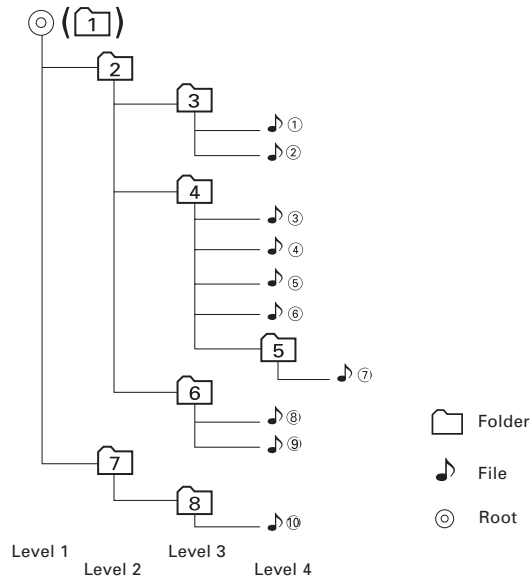 (1)
2
3
①
②
4
③
④
⑤
⑥
5
⑦
6
⑧
⑨
7
8
⑩
Folder
File
Root
Level 1
Level 2
Level 3
Level 4